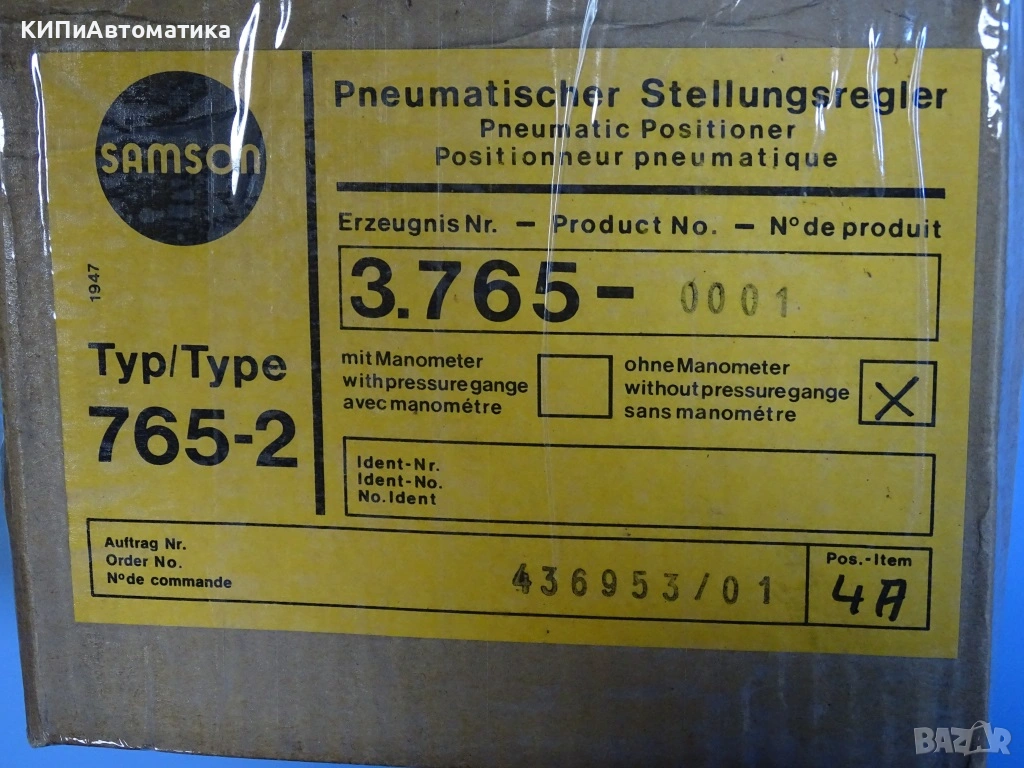 КИПиАвтоматика
SAMSON
1947
Typ/Type
765-2
Pneumatischer Stellungsregler
Pneumatic Positioner
Positionneur pneumatique
Erzeugnis Nr. – Product No. – Nº de produit
3.765- 0001
mit Manometer
with pressure gange
avec manométre
ohne Manometer
without pressure gange
sans manométre
X
Ident-Nr.
Ident-No.
No. Ident
Auftrag Nr.
Order No.
Nº de commande
436953/01
Pos.-Item
4A
BAZAR